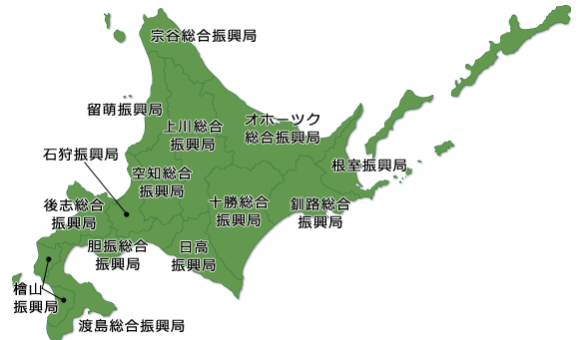 宗谷総合振興局
留萌振興局
上川総合
振興局
オホーツク
総合振興局
石狩振興局
空知総合
振興局
根室振興局
後志総合
振興局
十勝総合
振興局
釧路総合
振興局
胆振総合
振興局
日高
振興局
檜山
振興局
渡島総合振興局